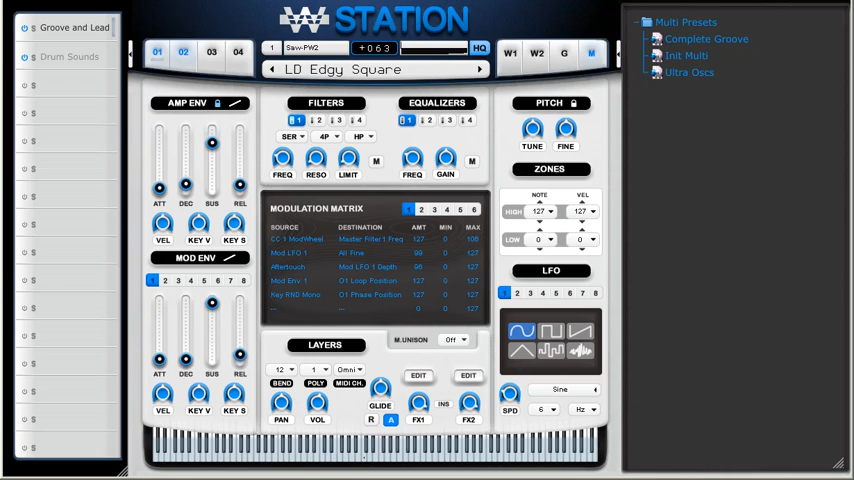 W STATION
Groove and Lead
Drum Sounds
S
01 02 03 04
1 Saw-PW2 +063 HQ
LD Edgy Square
W1 W2 G M
AMP ENV
ATT DEC SUS REL
VEL KEY V KEY S
MOD ENV
1 2 3 4 5 6 7 8
ATT DEC SUS REL
VEL KEY V KEY S
FILTERS
1 2 3 4
SER 4P HP
FREQ RESO LIMIT M
EQUALIZERS
1 2 3 4
FREQ GAIN M
MODULATION MATRIX 1 2 3 4 5 6
SOURCE DESTINATION AMT MIN MAX
CC 1 ModWheel Master Filter1 Freq 127 0 106
Mod LFO 1 All Fine 99 0 127
Aftertouch Mod LFO 1 Depth 96 0 127
Mod Env. 1 O1 Loop Position 127 0 127
Key RND Mono O1 Phase Position 127 0 127
--- --- 0 0 127
LAYERS
M.UNISON Off
12 1 Omni
BEND POLY MIDI CH.
EDIT EDIT
GLIDE INS
PAN VOL R A FX1 FX2
PITCH
TUNE FINE
ZONES
NOTE VEL
HIGH 127 127
LOW 0 0
LFO
1 2 3 4 5 6 7 8
Sine
SPD 6 Hz
Multi Presets
Complete Groove
Init Multi
Ultra Oscs